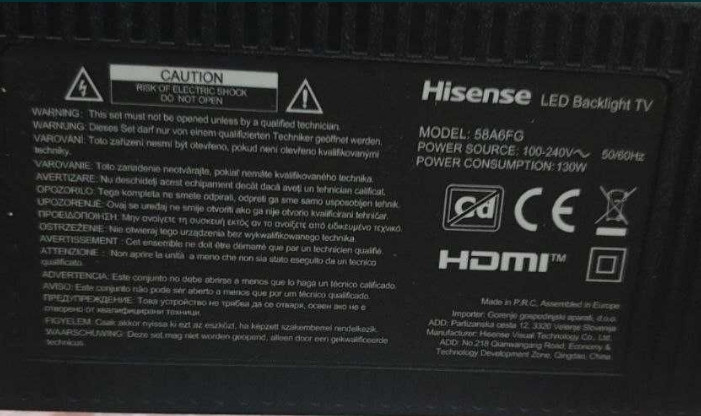 CAUTION
RISK OF ELECTRIC SHOCK
DO NOT OPEN
WARNING: This set must not be opened unless by a qualified technician.
WARNUNG: Dieses Set darf nur von einem qualifizierten Techniker geöffnet werden.
VAROVÁNÍ: Toto zařízení nesmí být otevřeno, pokud není otevřeno kvalifikovanými
techniky.
VAROVANIE: Toto zariadenie neotvárajte, pokiaľ nemáte kvalifikovaného technika.
AVERTIZARE: Nu deschideți acest echipament decât dacă aveți un tehnician calificat.
OPOZORILO: Tega kompleta ne smete odpirati, odpreti ga sme samo usposobljen tehnik.
UPOZORENJE: Ovaj se uređaj ne smije otvoriti ako ga nije otvorio kvalificirani tehničar.
ΠΡΟΕΙΔΟΠΟΙΗΣΗ: Μην ανοίγετε τη συσκευή εκτός αν το ανοίξετε από ειδικευμένο τεχνικό.
OSTRZEŻENIE: Nie otwieraj tego urządzenia bez wykwalifikowanego technika.
AVERTISSEMENT : Cet ensemble ne doit être démarré que par un technicien qualifié.
ATTENZIONE : Non aprire la unità a meno che non sia stato eseguito da un tecnico
qualificato.
ADVERTENCIA: Este conjunto no debe abrirse a menos que lo haga un técnico calificado.
AVISO: Este conjunto não pode ser aberto a menos que por um técnico qualificado.
ПРЕДУПРЕЖДЕНИЕ: Това устройство не трябва да се отваря, освен ако не е
отворено от квалифицирани техници.
FIGYELEM: Csak akkor nyissa ki ezt az eszközt, ha képzett szakemberrel rendelkezik.
WAARSCHUWING: Deze set mag niet worden geopend, alleen door een gekwalificeerde
technicus.
Hisense LED Backlight TV
MODEL: 58A6FG
POWER SOURCE: 100-240V~ 50/60Hz
POWER CONSUMPTION: 130W
CE
HDMI™
Made in P.R.C, Assembled in Europe
Importer: Gorenje gospodinjski aparati, d.o.o.
ADD: Partizanska cesta 12, 3320 Velenje Slovenia
Manufacturer: Hisense Visual Technology Co., Ltd.
ADD: No.218 Qianwangang Road, Economy &
Technology Development Zone, Qingdao, China